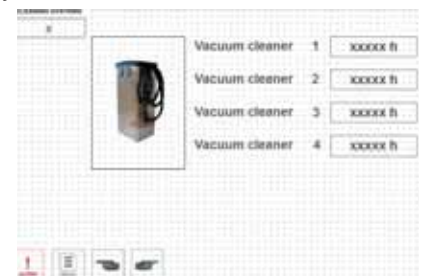 x
Vacuum cleaner 1 xxxxx h
Vacuum cleaner 2 xxxxx h
Vacuum cleaner 3 xxxxx h
Vacuum cleaner 4 xxxxx h